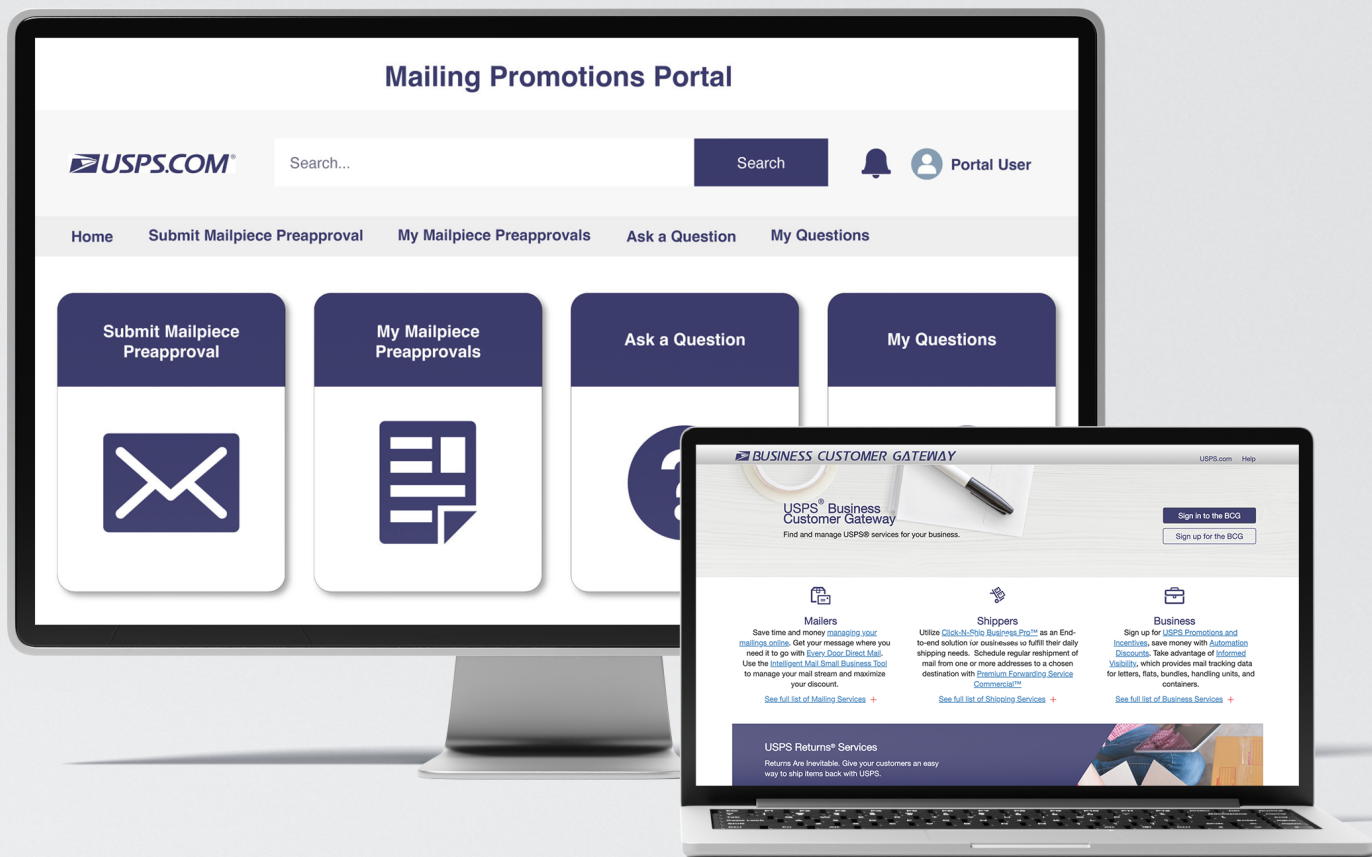 Mailing Promotions Portal
USPS.COM®
Search...
Search
Portal User
Home
Submit Mailpiece Preapproval
My Mailpiece Preapprovals
Ask a Question
My Questions
Submit Mailpiece
Preapproval
My Mailpiece
Preapprovals
Ask a Question
My Questions
?
BUSINESS CUSTOMER GATEWAY
USPS.com
Help
USPS® Business
Customer Gateway
Find and manage USPS® services for your business.
Sign in to the BCG
Sign up for the BCG
Mailers
Save time and money managing your
mailings online. Get your message where you
need it to go with Every Door Direct Mail.
Use the Intelligent Mail Small Business Tool
to manage your mail stream and maximize
your discount.
See full list of Mailing Services +
Shippers
Utilize Click-N-Ship Business Pro™ as an End-
to-end solution for businesses to fulfill their daily
shipping needs. Schedule regular reshipment of
mail from one or more addresses to a chosen
destination with Premium Forwarding Service
Commercial™
See full list of Shipping Services +
Business
Sign up for USPS Promotions and
Incentives, save money with Automation
Discounts. Take advantage of Informed
Visibility, which provides mail tracking data
for letters, flats, bundles, handling units, and
containers.
See full list of Business Services +
USPS Returns® Services
Returns Are Inevitable. Give your customers an easy
way to ship items back with USPS.